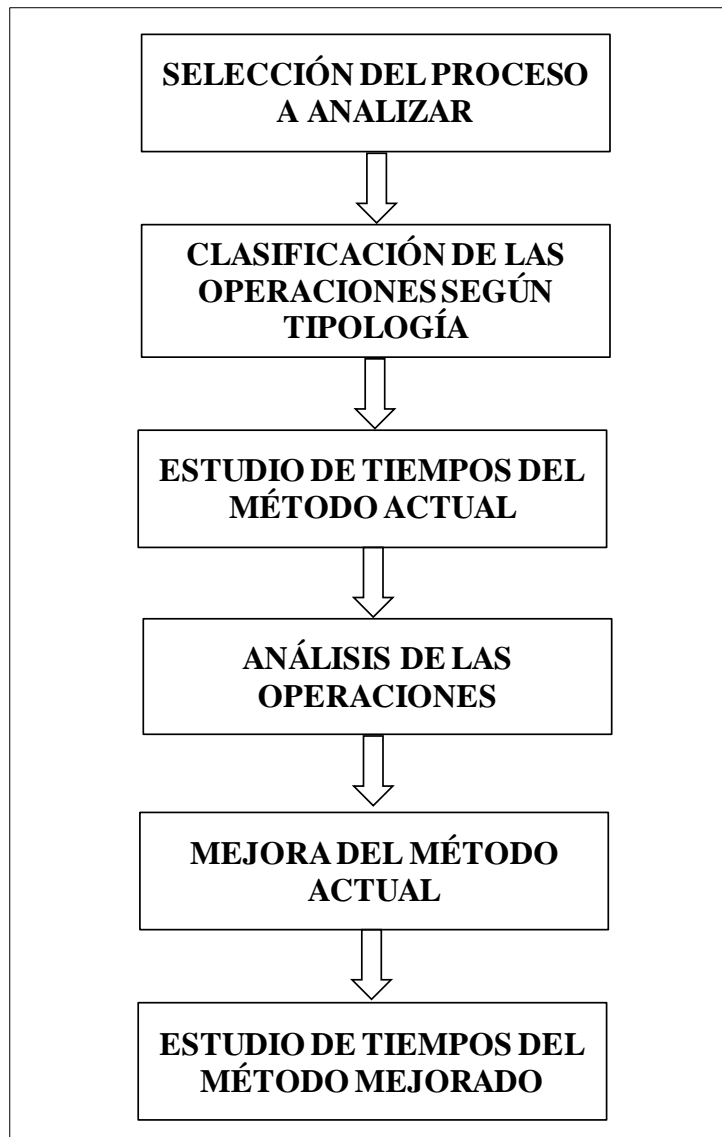 SELECCIÓN DEL PROCESO
A ANALIZAR
CLASIFICACIÓN DE LAS
OPERACIONES SEGÚN
TIPOLOGÍA
ESTUDIO DE TIEMPOS DEL
MÉTODO ACTUAL
ANÁLISIS DE LAS
OPERACIONES
MEJORA DEL MÉTODO
ACTUAL
ESTUDIO DE TIEMPOS DEL
MÉTODO MEJORADO